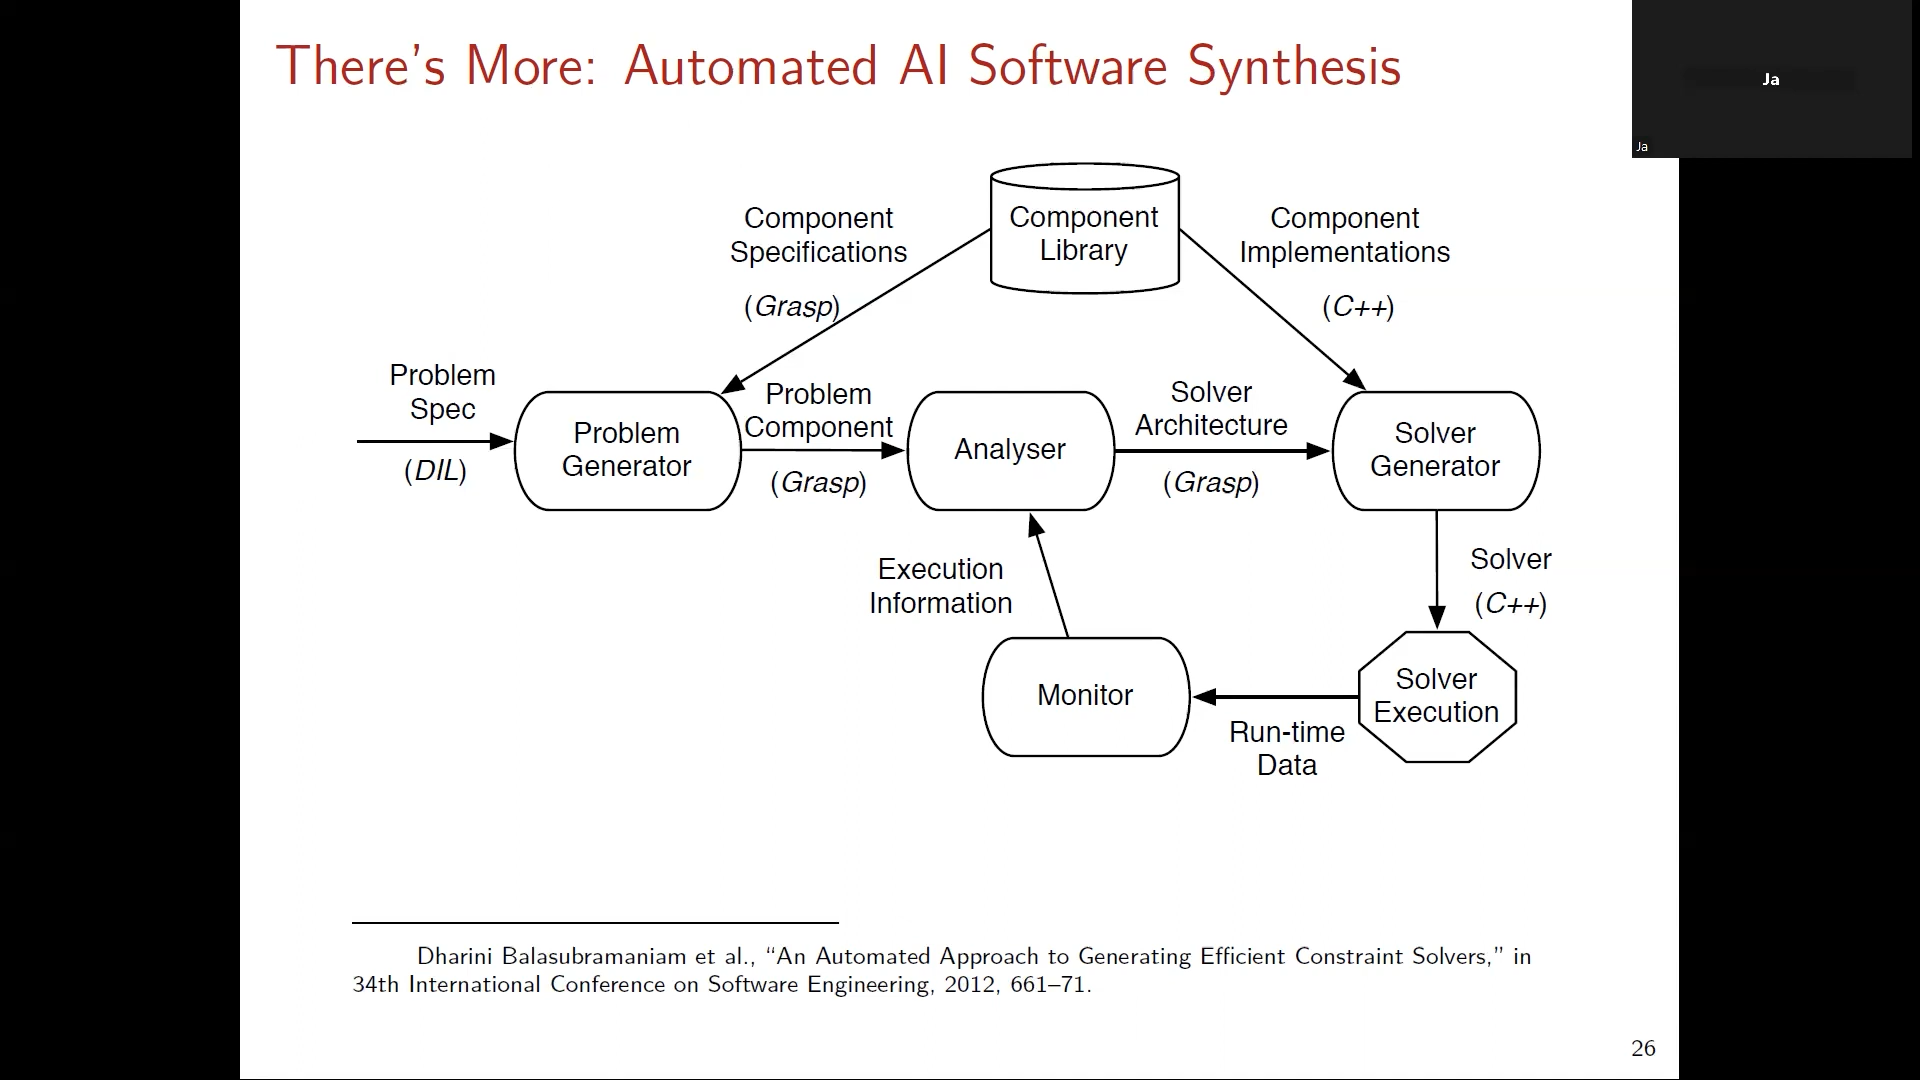 There's More: Automated AI Software Synthesis
Ja
Ja
Component
Specifications
(Grasp)
Component
Library
Component
Implementations
(C++)
Problem
Spec
(DIL)
Problem
Generator
Problem
Component
(Grasp)
Analyser
Solver
Architecture
(Grasp)
Solver
Generator
Execution
Information
Solver
(C++)
Monitor
Run-time
Data
Solver
Execution
Dharini Balasubramaniam et al., “An Automated Approach to Generating Efficient Constraint Solvers,” in
34th International Conference on Software Engineering, 2012, 661–71.
26